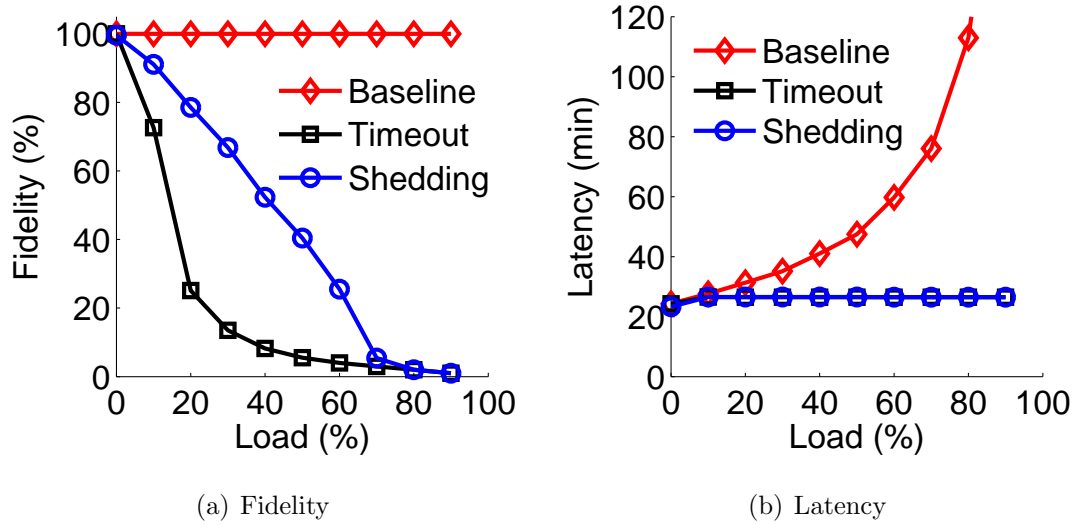 100
80
60
40
20
0
Fidelity (%)
Baseline
Timeout
Shedding
0 20 40 60 80 100
Load (%)
(a) Fidelity
120
100
80
60
40
20
0
Latency (min)
Baseline
Timeout
Shedding
0 20 40 60 80 100
Load (%)
(b) Latency